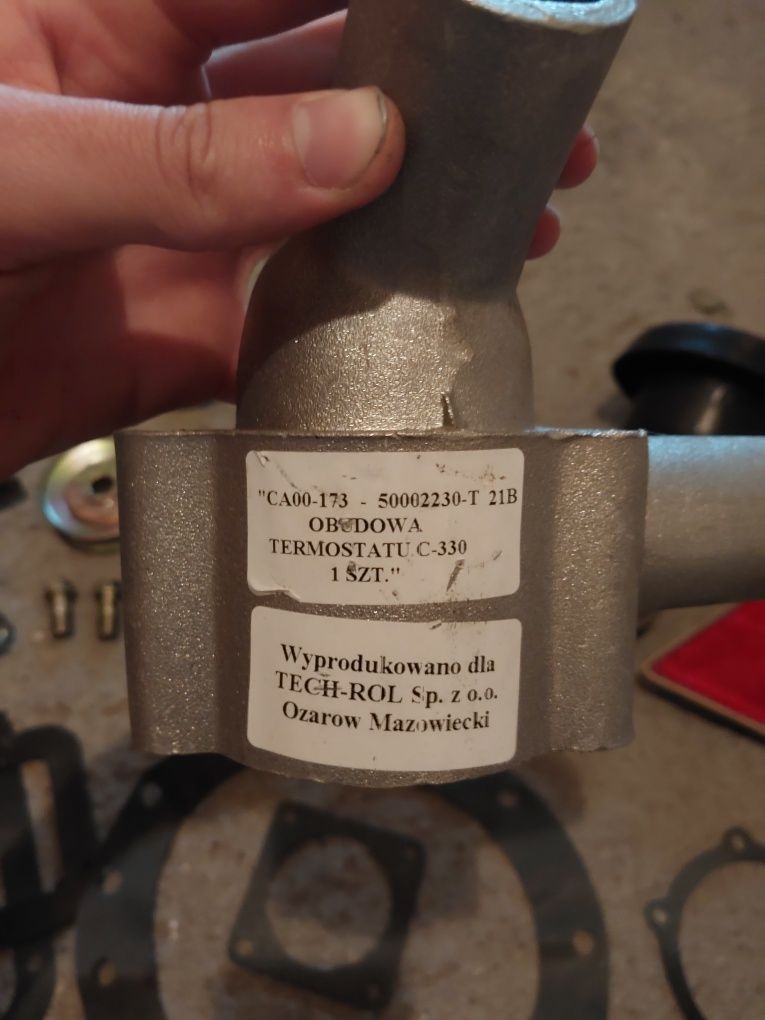 "CA00-173 - 50002230-T 21B
OBUDOWA
TERMOSTATU C-330
1 SZT."
Wyprodukowano dla
TECH-ROL Sp. z o.o.
Ozarow Mazowiecki